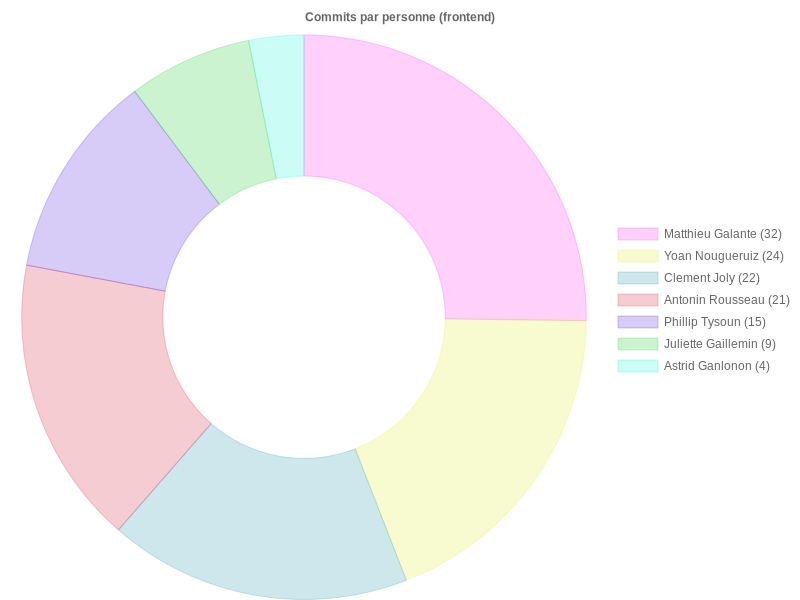 Commits par personne (frontend)
Matthieu Galante (32)
Yoan Nougueruiz (24)
Clement Joly (22)
Antonin Rousseau (21)
Phillip Tysoun (15)
Juliette Gaillemin (9)
Astrid Ganlonon (4)